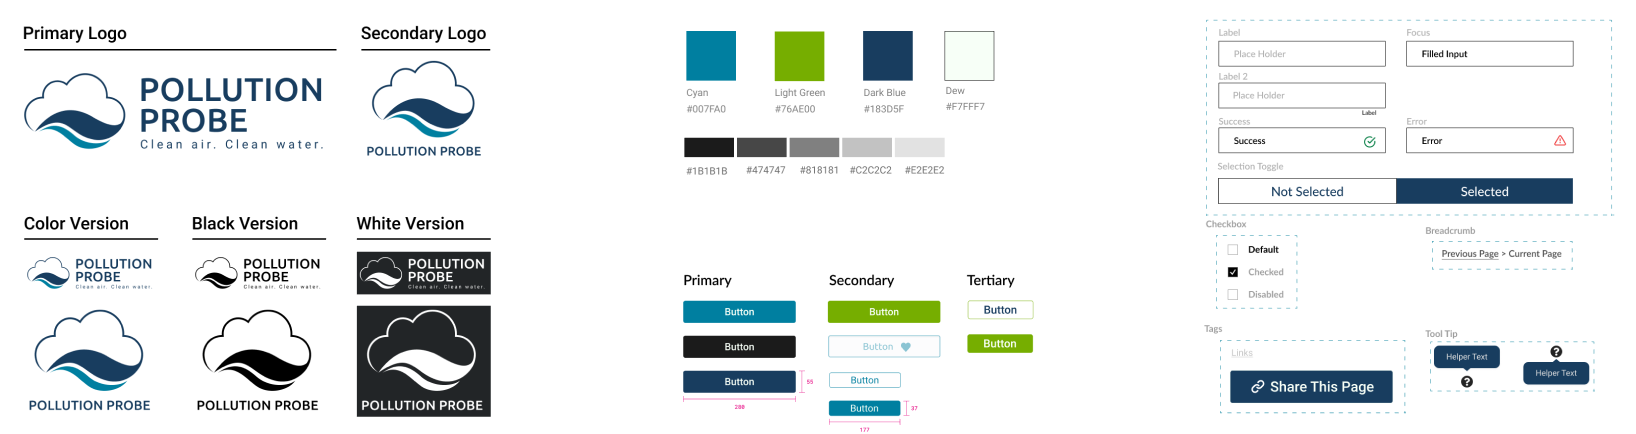 Primary Logo
POLLUTION
PROBE
Clean air. Clean water.
Secondary Logo
POLLUTION PROBE
Color Version
POLLUTION
PROBE
Clean air. Clean water.
POLLUTION PROBE
Black Version
POLLUTION
PROBE
Clean air. Clean water.
POLLUTION PROBE
White Version
POLLUTION
PROBE
Clean air. Clean water.
POLLUTION PROBE
Cyan
#007FA0
Light Green
#76AE00
Dark Blue
#183D5F
Dew
#F7FFF7
#1B1B1B
#474747
#818181
#C2C2C2
#E2E2E2
Primary
Button
Button
Button
55
288
Secondary
Button
Button
Button
Button
37
177
Tertiary
Button
Button
Label
Place Holder
Focus
Filled Input
Label 2
Place Holder
Label
Success
Success
Error
Error
Selection Toggle
Not Selected
Selected
Checkbox
Default
Checked
Disabled
Breadcrumb
Previous Page > Current Page
Tags
Links
Share This Page
Tool Tip
Helper Text
?
?
Helper Text